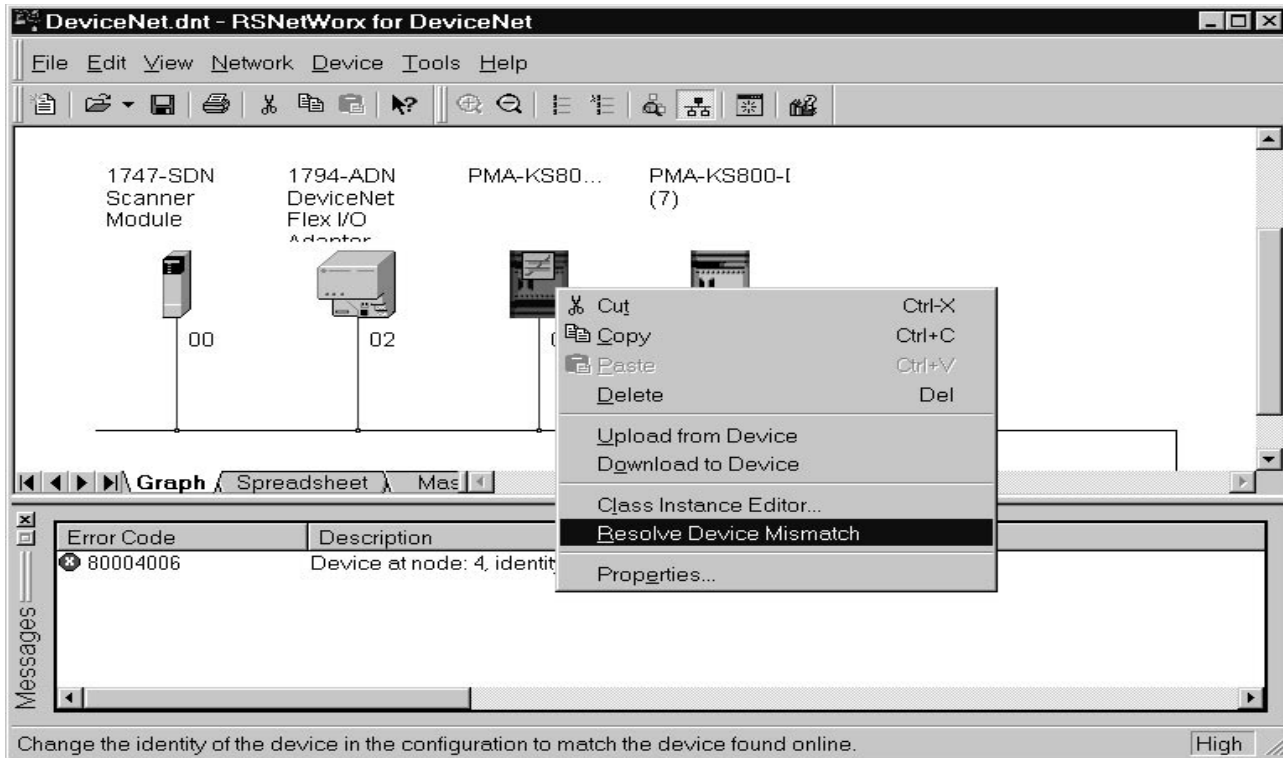 DeviceNet.dnt - RSNetWorx for DeviceNet
File Edit View Network Device Tools Help
1747-SDN
Scanner
Module
1794-ADN
DeviceNet
Flex I/O
Adapter
PMA-KS80...
PMA-KS800-
(7)
00
02
0
Cut Ctrl-X
Copy Ctrl+C
Paste Ctrl+V
Delete Del
Upload from Device
Download to Device
Class Instance Editor...
Resolve Device Mismatch
Properties...
Graph Spreadsheet Mas
Error Code Description
80004006 Device at node: 4, identit
Messages
Change the identity of the device in the configuration to match the device found online. High